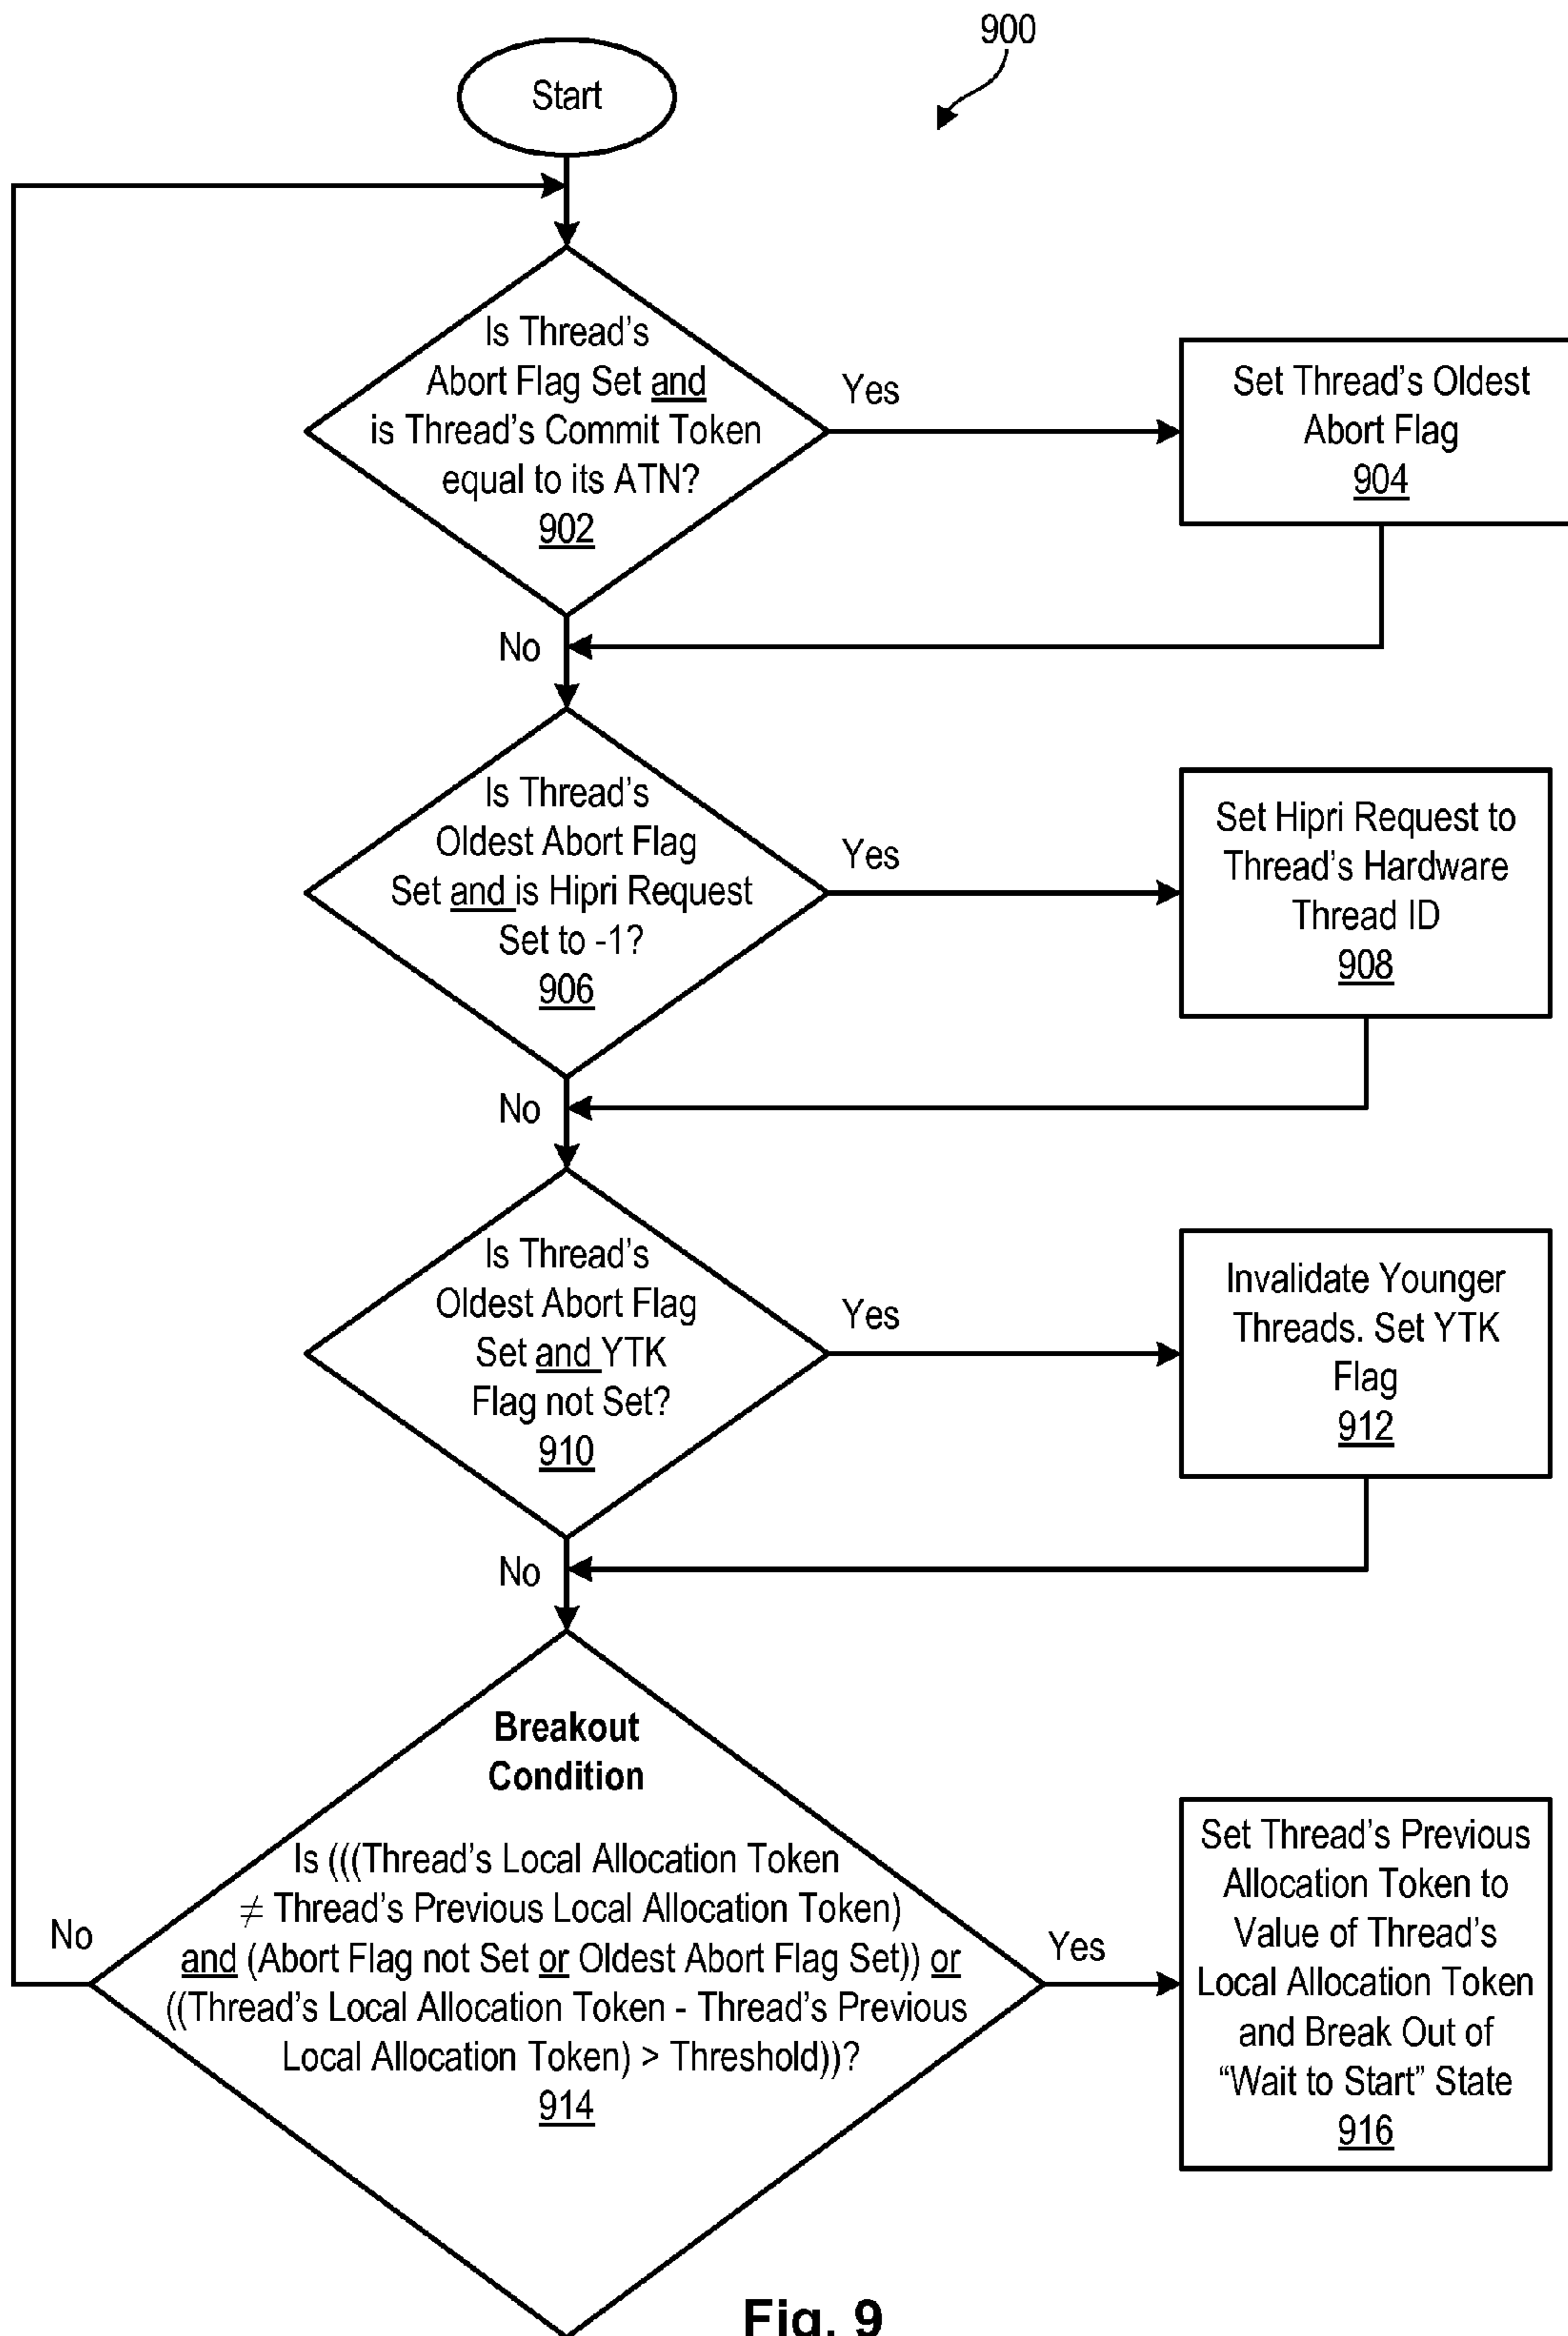 900
Start
Is Thread's
Abort Flag Set and
is Thread's Commit Token
equal to its ATN?
902
Yes
Set Thread's Oldest
Abort Flag
904
No
Is Thread's
Oldest Abort Flag
Set and is Hipri Request
Set to -1?
906
Yes
Set Hipri Request to
Thread's Hardware
Thread ID
908
No
Is Thread's
Oldest Abort Flag
Set and YTK
Flag not Set?
910
Yes
Invalidate Younger
Threads. Set YTK
Flag
912
No
Breakout
Condition
Is (((Thread's Local Allocation Token
≠ Thread's Previous Local Allocation Token)
and (Abort Flag not Set or Oldest Abort Flag Set)) or
((Thread's Local Allocation Token - Thread's Previous
Local Allocation Token) > Threshold))?
914
No
Yes
Set Thread's Previous
Allocation Token to
Value of Thread's
Local Allocation Token
and Break Out of
“Wait to Start” State
916
Fig. 9